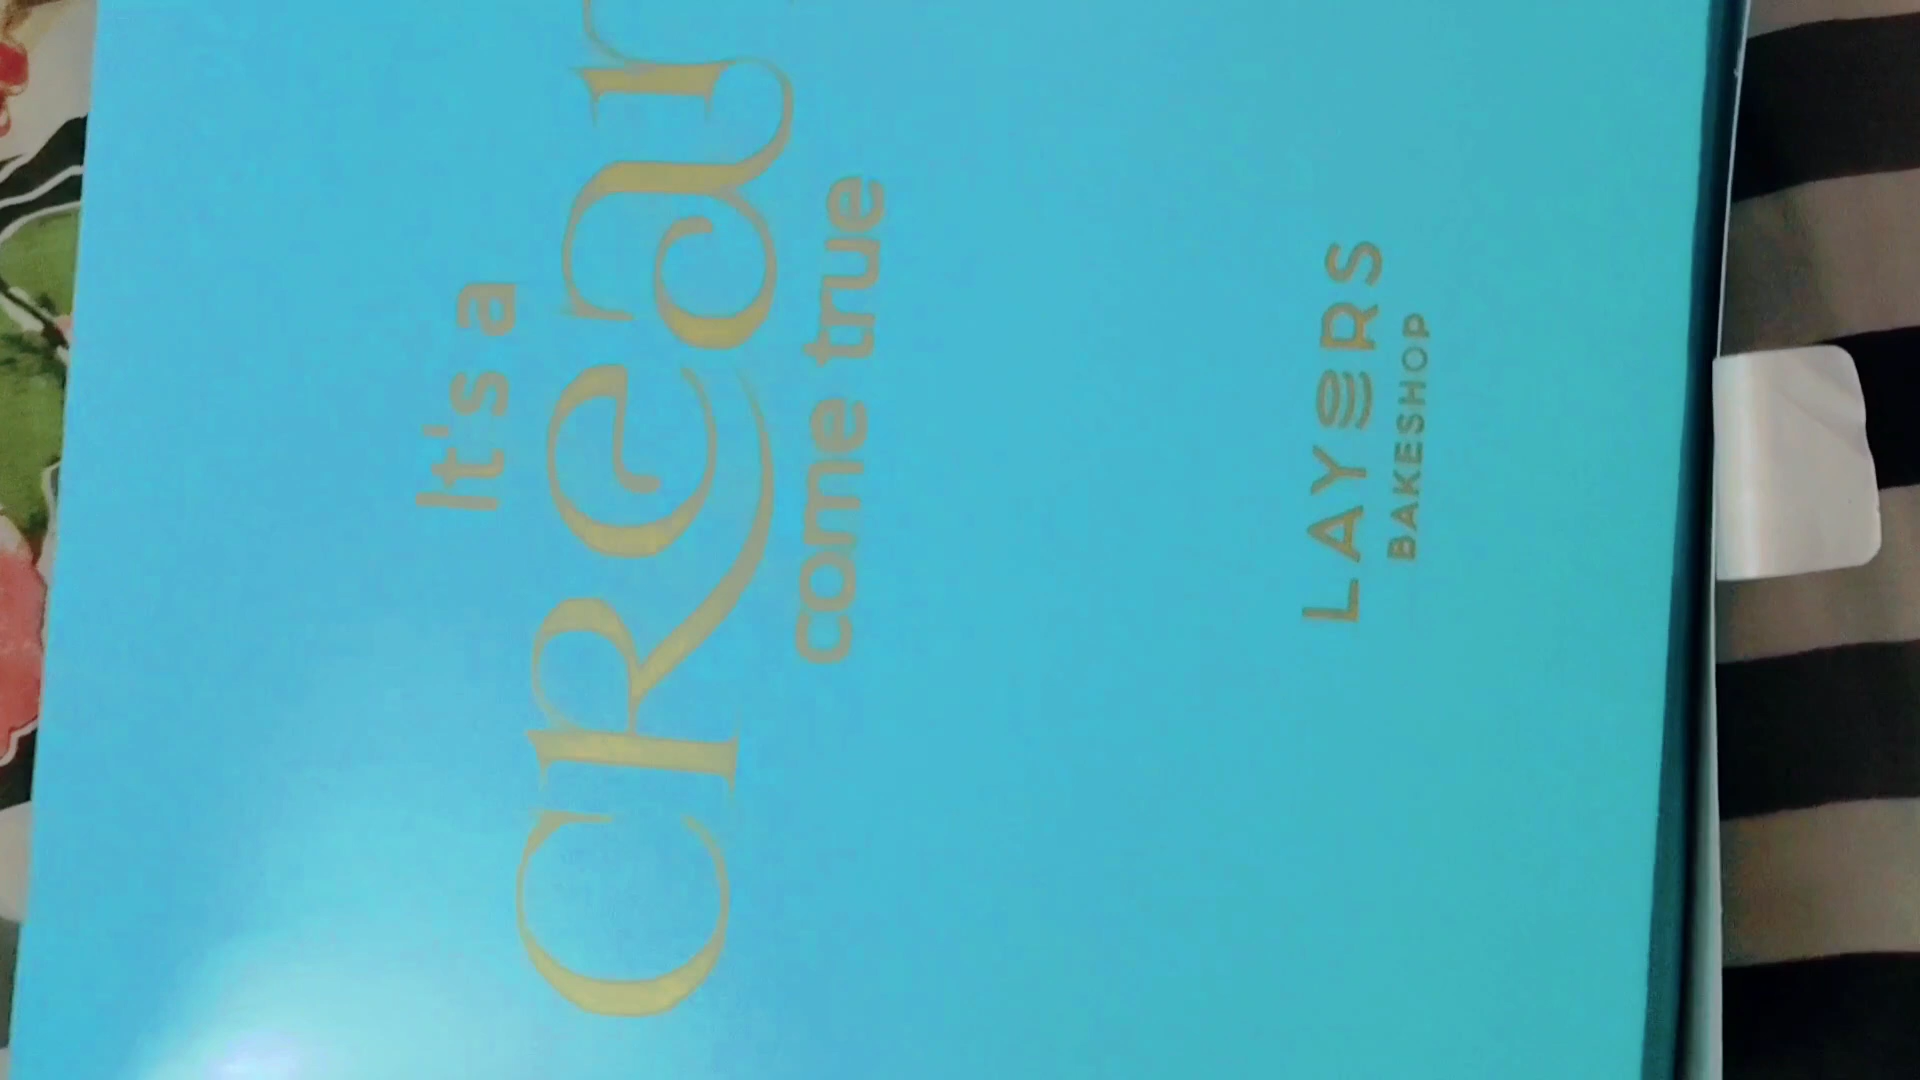 It's a
CReam
come true
LAYERS
BAKESHOP